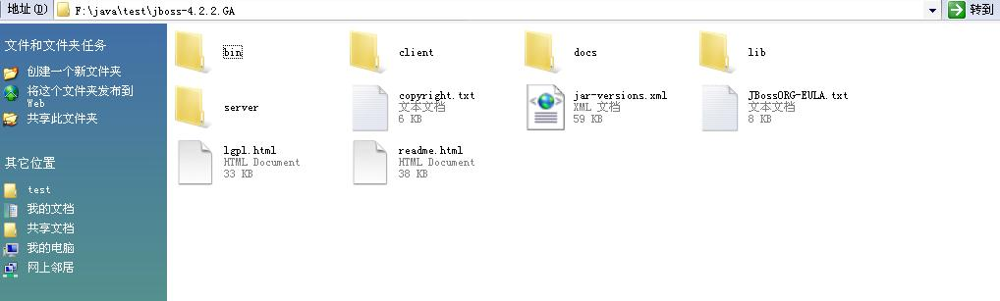 地址(D) F:\java\test\jboss-4.2.2.GA 转到
文件和文件夹任务
创建一个新文件夹
将这个文件夹发布到
Web
共享此文件夹
其它位置
test
我的文档
共享文档
我的电脑
网上邻居
bin
client
docs
lib
server
copyright.txt
文本文档
6 KB
jar-versions.xml
XML 文档
59 KB
JBossORG-EULA.txt
文本文档
8 KB
lgpl.html
HTML Document
33 KB
readme.html
HTML Document
38 KB